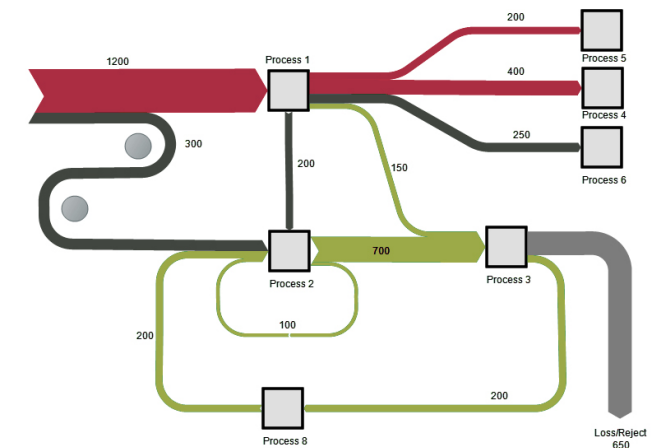 200
Process 5
1200
Process 1
400
Process 4
300
250
200
150
Process 6
700
Process 2
Process 3
100
200
200
Process 8
Loss/Reject
650